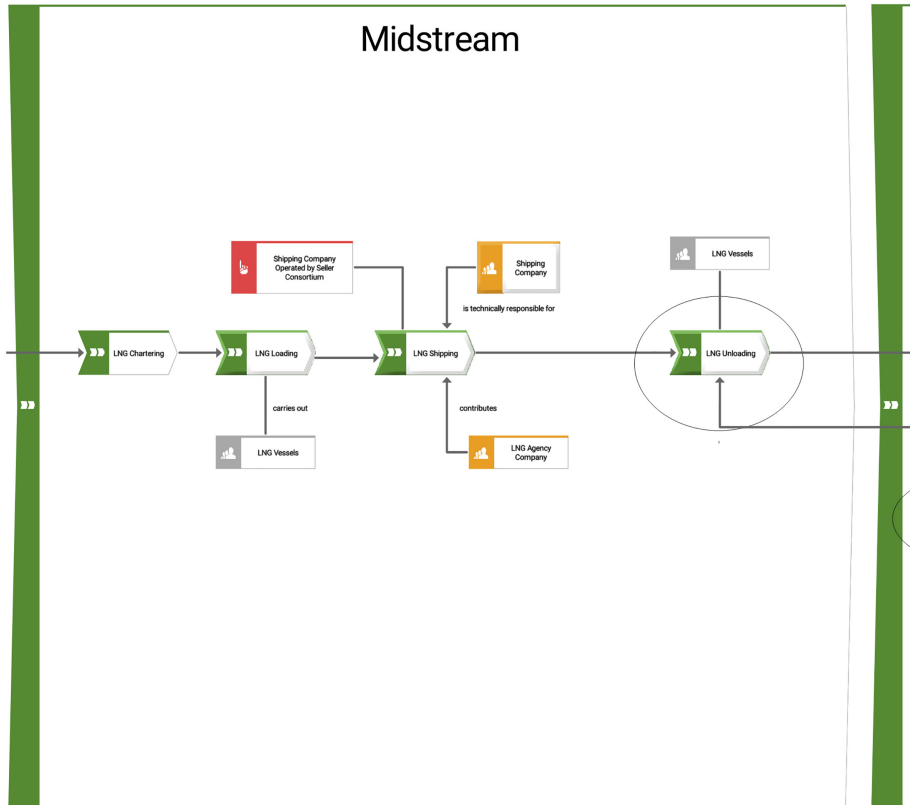 Midstream
Shipping Company
Operated by Seller
Consortium
Shipping
Company
LNG Vessels
is technically responsible for
LNG Chartering
LNG Loading
LNG Shipping
LNG Unloading
carries out
contributes
LNG Vessels
LNG Agency
Company